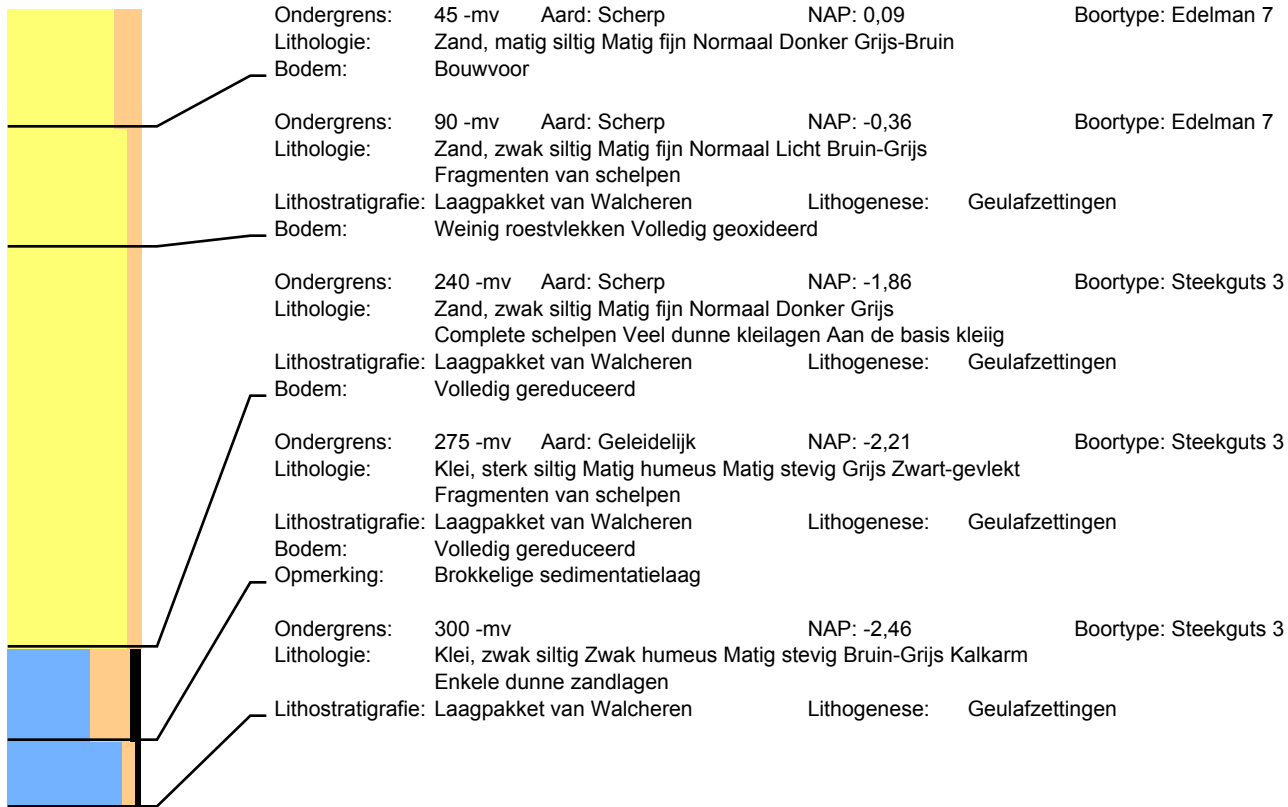 Ondergrens: 45 -mv Aard: Scherp NAP: 0,09 Boortype: Edelman 7
Lithologie: Zand, matig siltig Matig fijn Normaal Donker Grijs-Bruin
Bodem: Bouwvoor
Ondergrens: 90 -mv Aard: Scherp NAP: -0,36 Boortype: Edelman 7
Lithologie: Zand, zwak siltig Matig fijn Normaal Licht Bruin-Grijs
Fragmenten van schelpen
Lithostratigrafie: Laagpakket van Walcheren Lithogenese: Geulafzettingen
Bodem: Weinig roestvlekken Volledig geoxideerd
Ondergrens: 240 -mv Aard: Scherp NAP: -1,86 Boortype: Steekguts 3
Lithologie: Zand, zwak siltig Matig fijn Normaal Donker Grijs
Complete schelpen Veel dunne kleilagen Aan de basis kleiig
Lithostratigrafie: Laagpakket van Walcheren Lithogenese: Geulafzettingen
Bodem: Volledig gereduceerd
Ondergrens: 275 -mv Aard: Geleidelijk NAP: -2,21 Boortype: Steekguts 3
Lithologie: Klei, sterk siltig Matig humeus Matig stevig Grijs Zwart-gevlekt
Fragmenten van schelpen
Lithostratigrafie: Laagpakket van Walcheren Lithogenese: Geulafzettingen
Bodem: Volledig gereduceerd
Opmerking: Brokkelige sedimentatielaag
Ondergrens: 300 -mv NAP: -2,46 Boortype: Steekguts 3
Lithologie: Klei, zwak siltig Zwak humeus Matig stevig Bruin-Grijs Kalkarm
Enkele dunne zandlagen
Lithostratigrafie: Laagpakket van Walcheren Lithogenese: Geulafzettingen